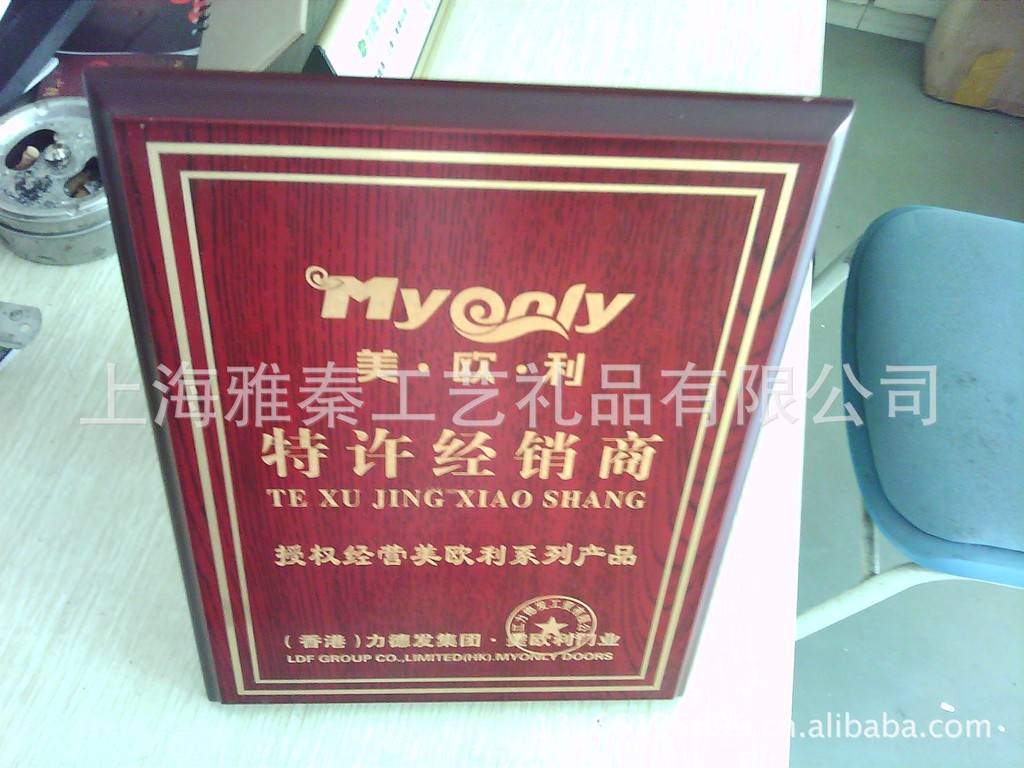 Myonly
美·欧·利
上海雅秦工艺礼品有限公司
特许经销商
TE XU JING XIAO SHANG
授权经营美欧利系列产品
(香港)力德发集团·美欧利门业
LDF GROUP CO.,LIMITED(HK).MYONLY DOORS
.cn.alibaba.com